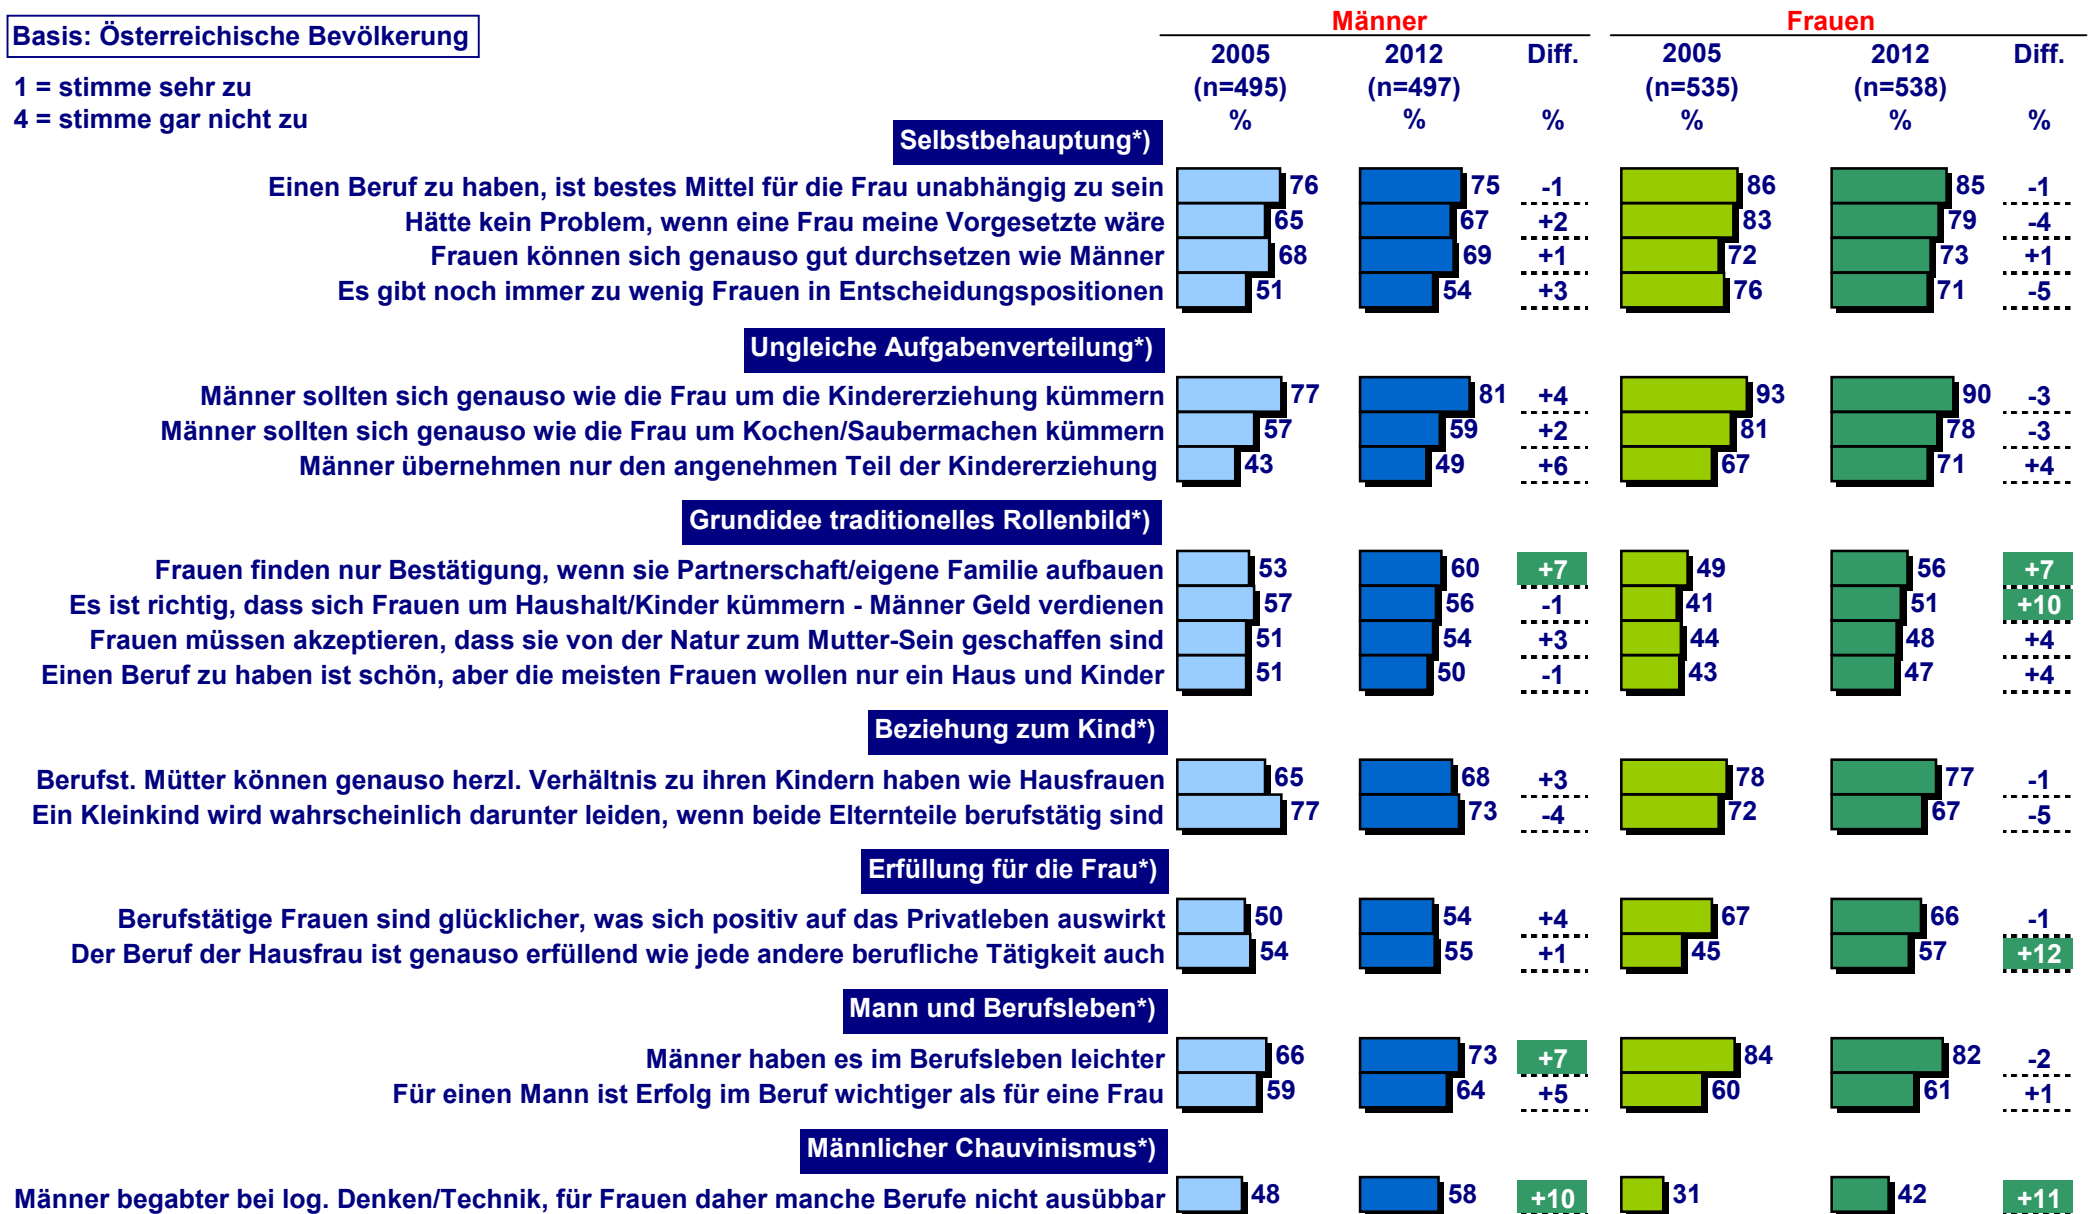 Männer Frauen
Basis: Österreichische Bevölkerung
2005 2012 Diff. 2005 2012 Diff.
1 = stimme sehr zu (n=495) (n=497) (n=535) (n=538)
4 = stimme gar nicht zu % % % % % %
Selbstbehauptung*)
Einen Beruf zu haben, ist bestes Mittel für die Frau unabhängig zu sein 76 75 -1 86 85 -1
Hätte kein Problem, wenn eine Frau meine Vorgesetzte wäre 65 67 +2 83 79 -4
Frauen können sich genauso gut durchsetzen wie Männer 68 69 +1 72 73 +1
Es gibt noch immer zu wenig Frauen in Entscheidungspositionen 51 54 +3 76 71 -5
Ungleiche Aufgabenverteilung*)
Männer sollten sich genauso wie die Frau um die Kindererziehung kümmern 77 81 +4 93 90 -3
Männer sollten sich genauso wie die Frau um Kochen/Saubermachen kümmern 57 59 +2 81 78 -3
Männer übernehmen nur den angenehmen Teil der Kindererziehung 43 49 +6 67 71 +4
Grundidee traditionelles Rollenbild*)
Frauen finden nur Bestätigung, wenn sie Partnerschaft/eigene Familie aufbauen 53 60 +7 49 56 +7
Es ist richtig, dass sich Frauen um Haushalt/Kinder kümmern - Männer Geld verdienen 57 56 -1 41 51 +10
Frauen müssen akzeptieren, dass sie von der Natur zum Mutter-Sein geschaffen sind 51 54 +3 44 48 +4
Einen Beruf zu haben ist schön, aber die meisten Frauen wollen nur ein Haus und Kinder 51 50 -1 43 47 +4
Beziehung zum Kind*)
Berufst. Mütter können genauso herzl. Verhältnis zu ihren Kindern haben wie Hausfrauen 65 68 +3 78 77 -1
Ein Kleinkind wird wahrscheinlich darunter leiden, wenn beide Elternteile berufstätig sind 77 73 -4 72 67 -5
Erfüllung für die Frau*)
Berufstätige Frauen sind glücklicher, was sich positiv auf das Privatleben auswirkt 50 54 +4 67 66 -1
Der Beruf der Hausfrau ist genauso erfüllend wie jede andere berufliche Tätigkeit auch 54 55 +1 45 57 +12
Mann und Berufsleben*)
Männer haben es im Berufsleben leichter 66 73 +7 84 82 -2
Für einen Mann ist Erfolg im Beruf wichtiger als für eine Frau 59 64 +5 60 61 +1
Männlicher Chauvinismus*)
Männer begabter bei log. Denken/Technik, für Frauen daher manche Berufe nicht ausübbar 48 58 +10 31 42 +11